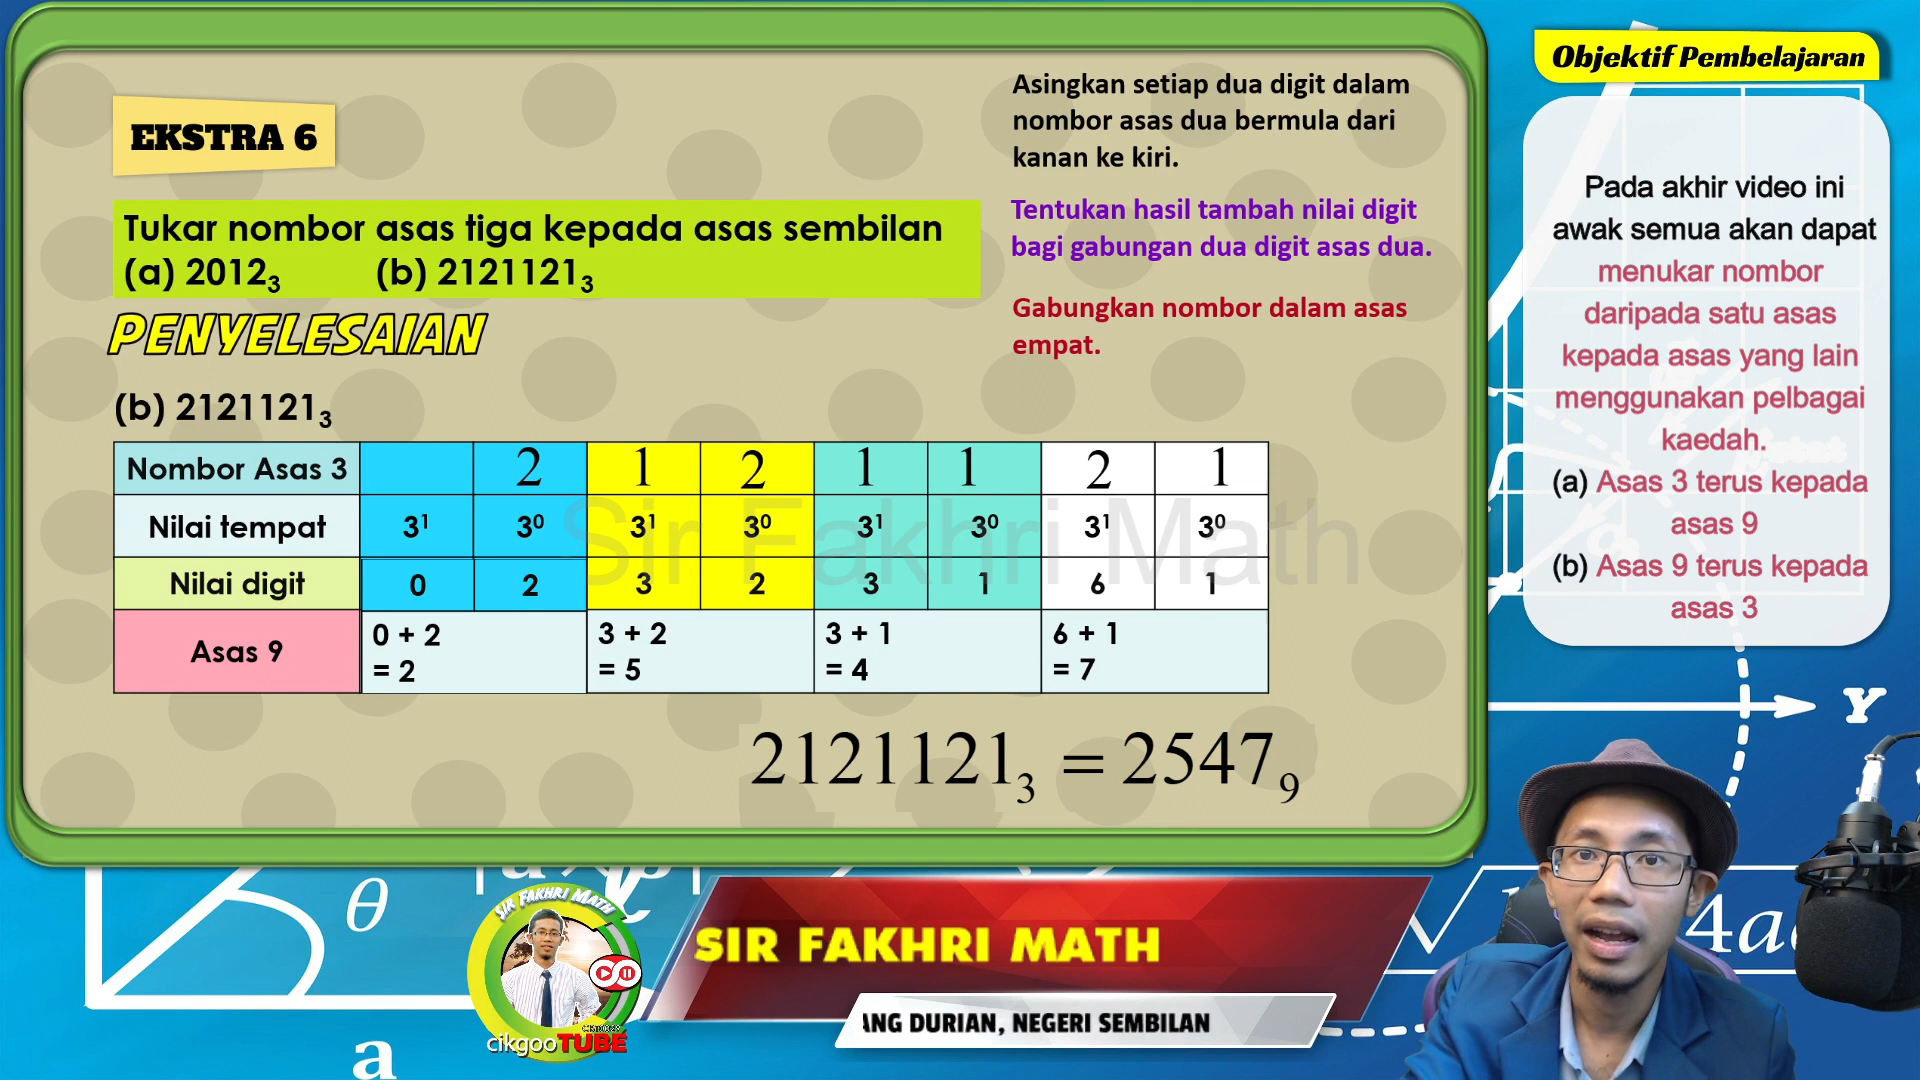 EKSTRA 6
Tukar nombor asas tiga kepada asas sembilan
(a) 2012₃ (b) 2121121₃
PENYELESAIAN
(b) 2121121₃
Asingkan setiap dua digit dalam
nombor asas dua bermula dari
kanan ke kiri.
Tentukan hasil tambah nilai digit
bagi gabungan dua digit asas dua.
Gabungkan nombor dalam asas
empat.
Nombor Asas 3 2 1 2 1 1 2 1
Nilai tempat 3¹ 3⁰ 3¹ 3⁰ 3¹ 3⁰ 3¹ 3⁰
Nilai digit 0 2 3 2 3 1 6 1
Asas 9
0 + 2
= 2
3 + 2
= 5
3 + 1
= 4
6 + 1
= 7
Sir Fakhri Math
2121121₃ = 2547₉
Objektif Pembelajaran
Pada akhir video ini
awak semua akan dapat
menukar nombor
daripada satu asas
kepada asas yang lain
menggunakan pelbagai
kaedah.
(a) Asas 3 terus kepada
asas 9
(b) Asas 9 terus kepada
asas 3
Y
θ
a
4a
SIR FAKHRI MATH
cikgooTUBE
SIR FAKHRI MATH
ANG DURIAN, NEGERI SEMBILAN